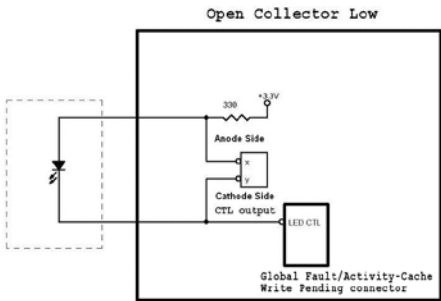 Open Collector Low
+3.3V
330
Anode Side
x
y
Cathode Side
CTL output
LED CTL
Global Fault/Activity-Cache
Write Pending connector